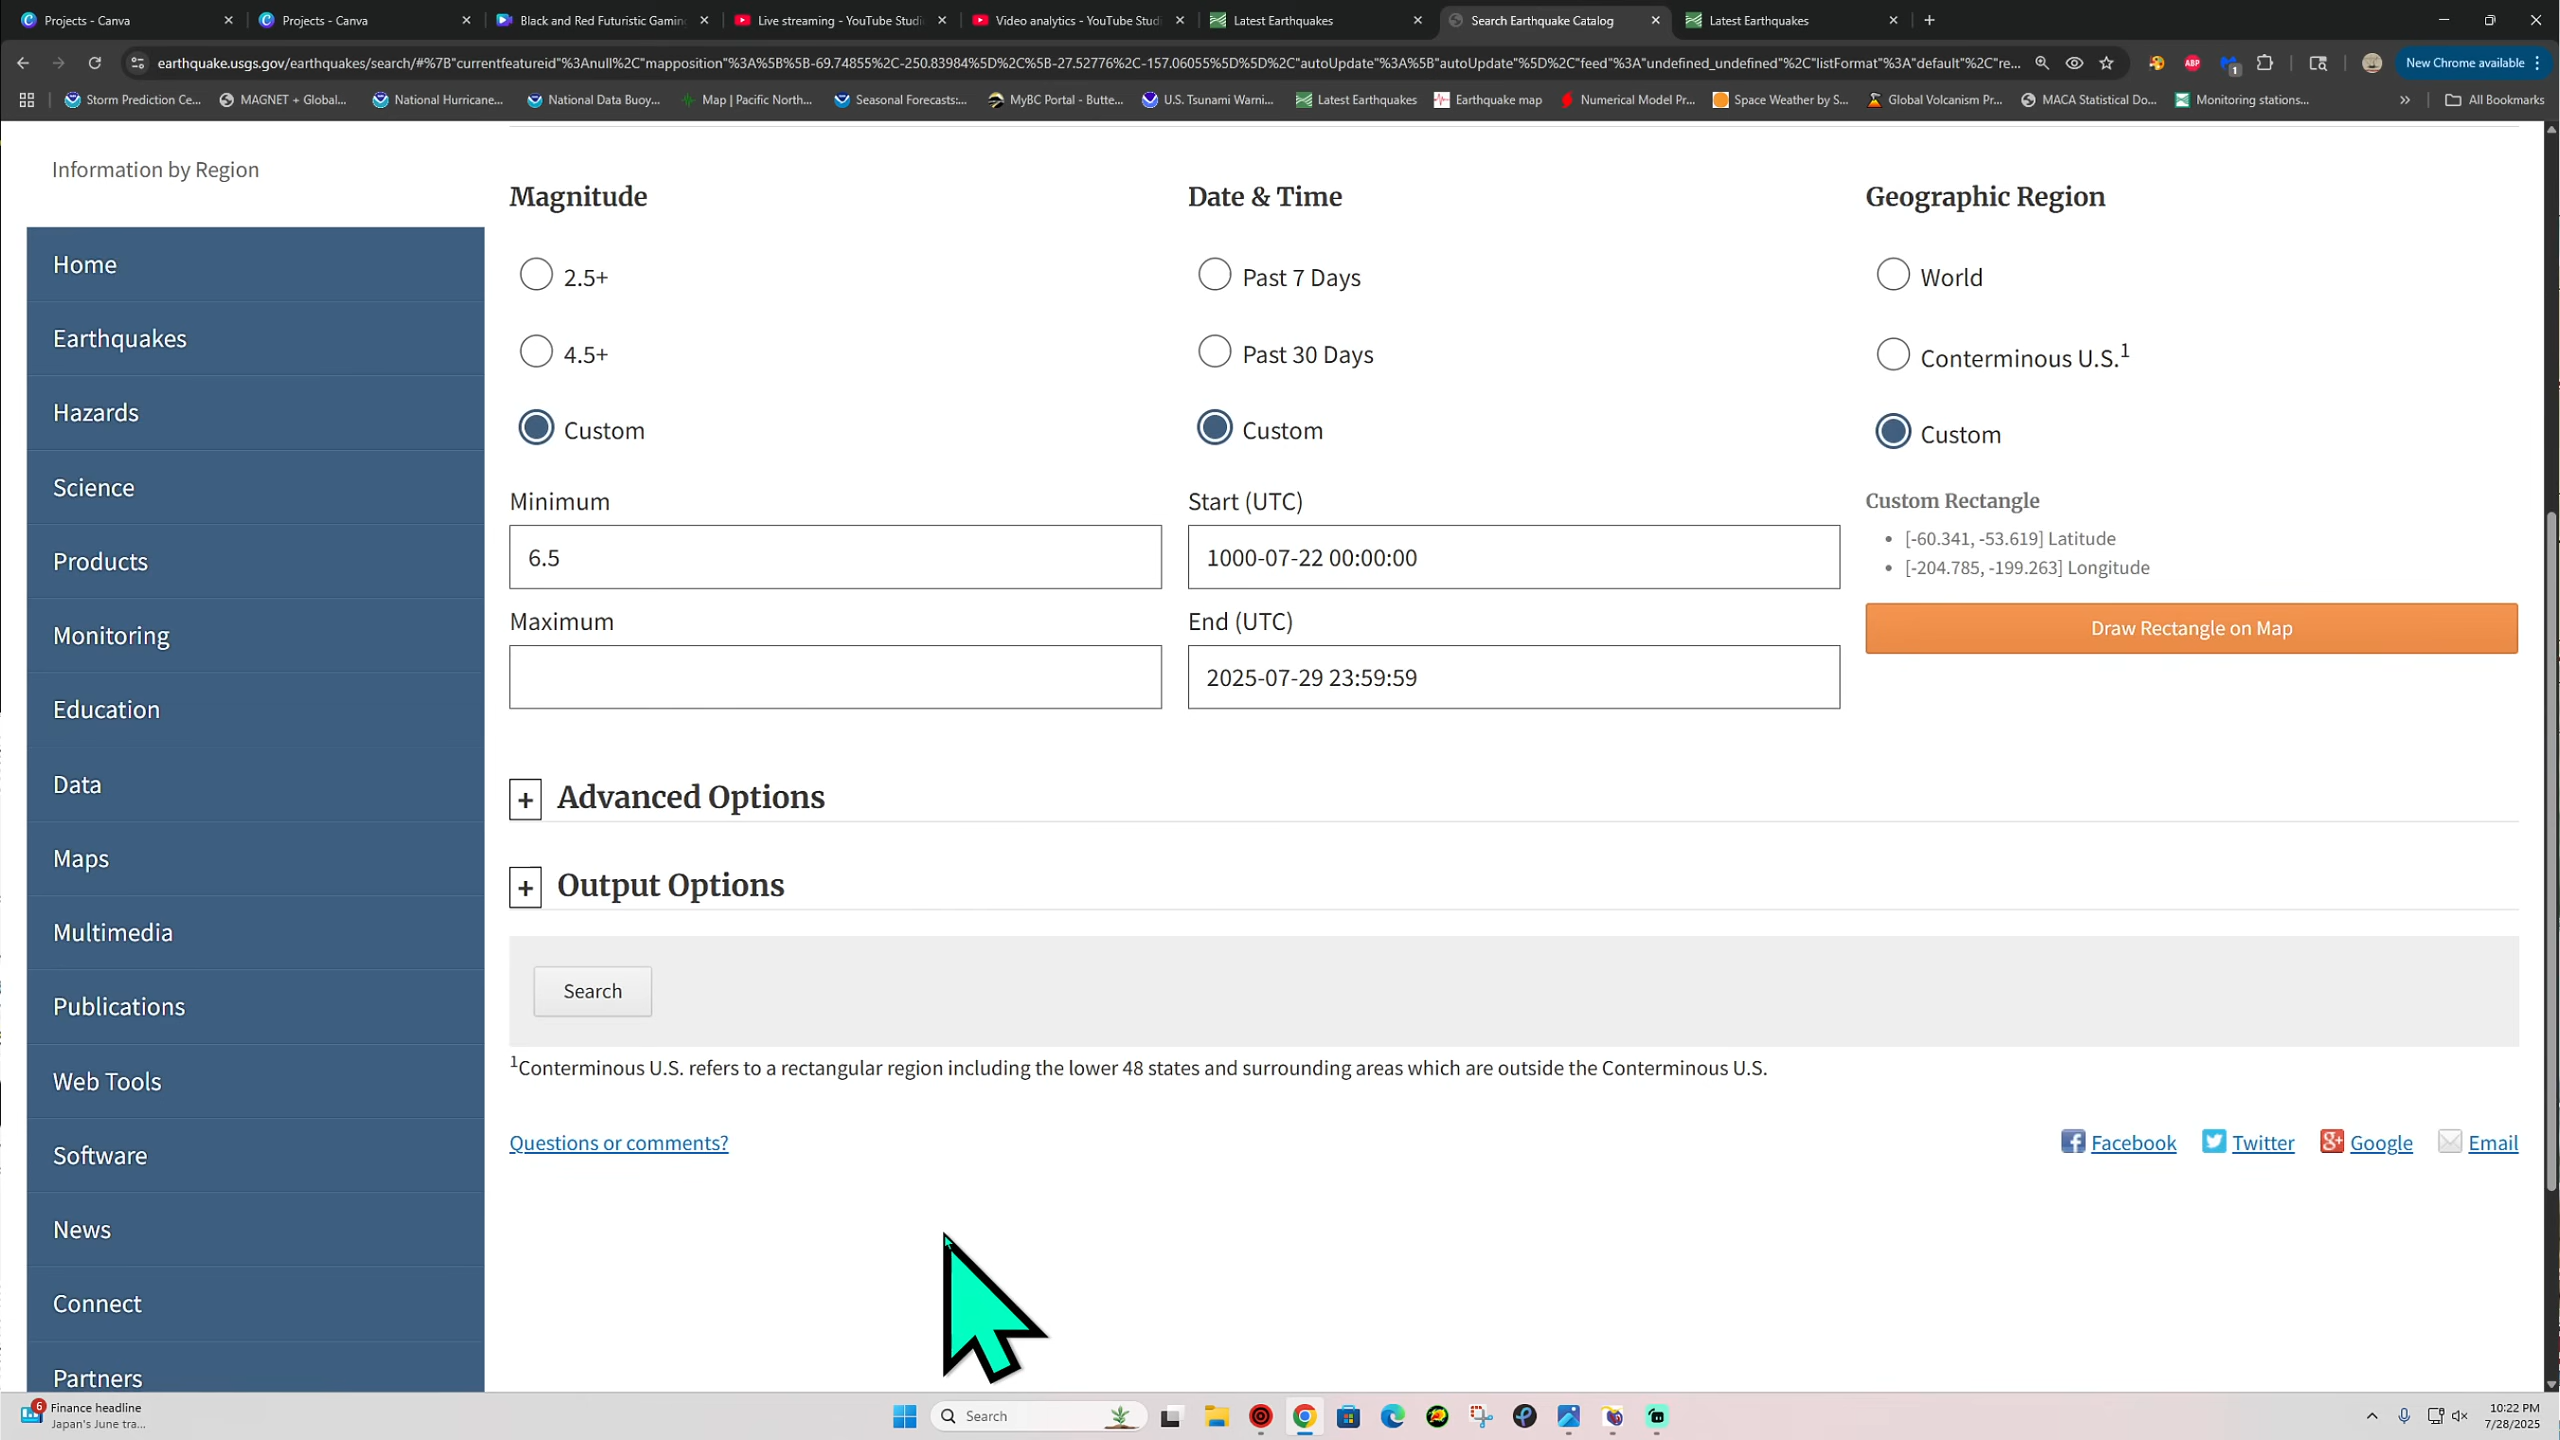 Projects - Canva
Projects - Canva
Black and Red Futuristic Gamin
Live streaming - YouTube Studi
Video analytics - YouTube Studi
Latest Earthquakes
Search Earthquake Catalog
Latest Earthquakes
earthquake.usgs.gov/earthquakes/search/#%7B"currentfeatureid"%3Anull%2C"mapposition"%3A%5B%5B-69.74855%2C-250.83984%5D%2C%5B-27.52776%2C-157.06055%5D%5D%2C"autoUpdate"%3A%5B"autoUpdate"%5D%2C"feed"%3A"undefined_undefined"%2C"listFormat"%3A"default"%2C"re...
ABP
1
New Chrome available
Storm Prediction Ce...
MAGNET + Global...
National Hurricane...
National Data Buoy...
Map | Pacific North...
Seasonal Forecasts:...
MyBC Portal - Butte...
U.S. Tsunami Warni...
Latest Earthquakes
Earthquake map
Numerical Model Pr...
Space Weather by S...
Global Volcanism Pr...
MACA Statistical Do...
Monitoring stations...
All Bookmarks
Information by Region
Home
Earthquakes
Hazards
Science
Products
Monitoring
Education
Data
Maps
Multimedia
Publications
Web Tools
Software
News
Connect
Partners
Magnitude
2.5+
4.5+
Custom
Minimum
6.5
Maximum
Date & Time
Past 7 Days
Past 30 Days
Custom
Start (UTC)
1000-07-22 00:00:00
End (UTC)
2025-07-29 23:59:59
Geographic Region
World
Conterminous U.S.1
Custom
Custom Rectangle
[-60.341, -53.619] Latitude
[-204.785, -199.263] Longitude
Draw Rectangle on Map
+ Advanced Options
+ Output Options
Search
1Conterminous U.S. refers to a rectangular region including the lower 48 states and surrounding areas which are outside the Conterminous U.S.
Questions or comments?
Facebook
Twitter
Google
Email
6
Finance headline
Japan's June tra...
Search
10:22 PM
7/28/2025